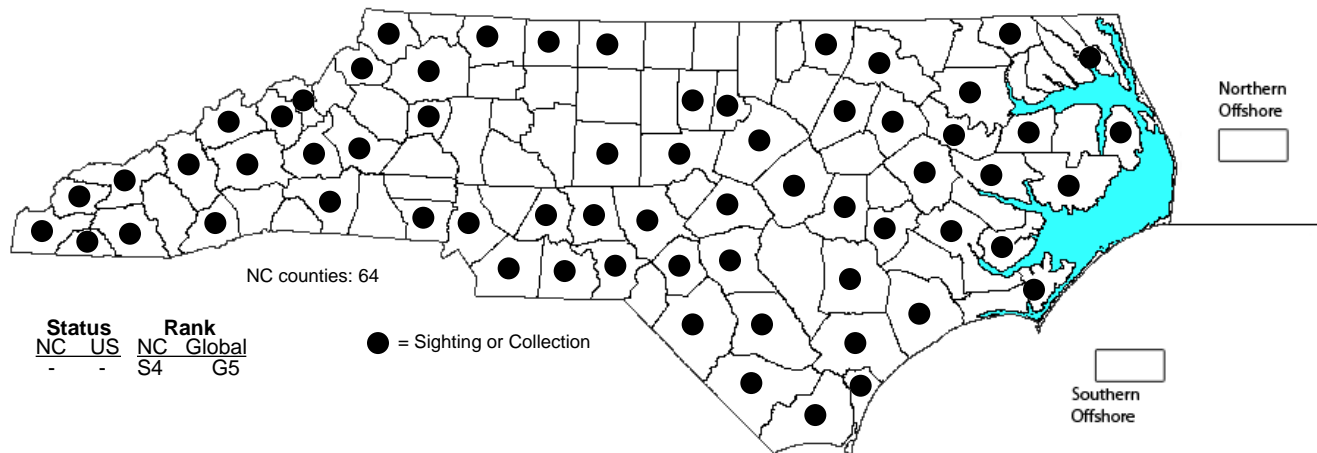 Northern
Offshore
NC counties: 64
Status Rank
NC US NC Global
- - S4 G5
= Sighting or Collection
Southern
Offshore